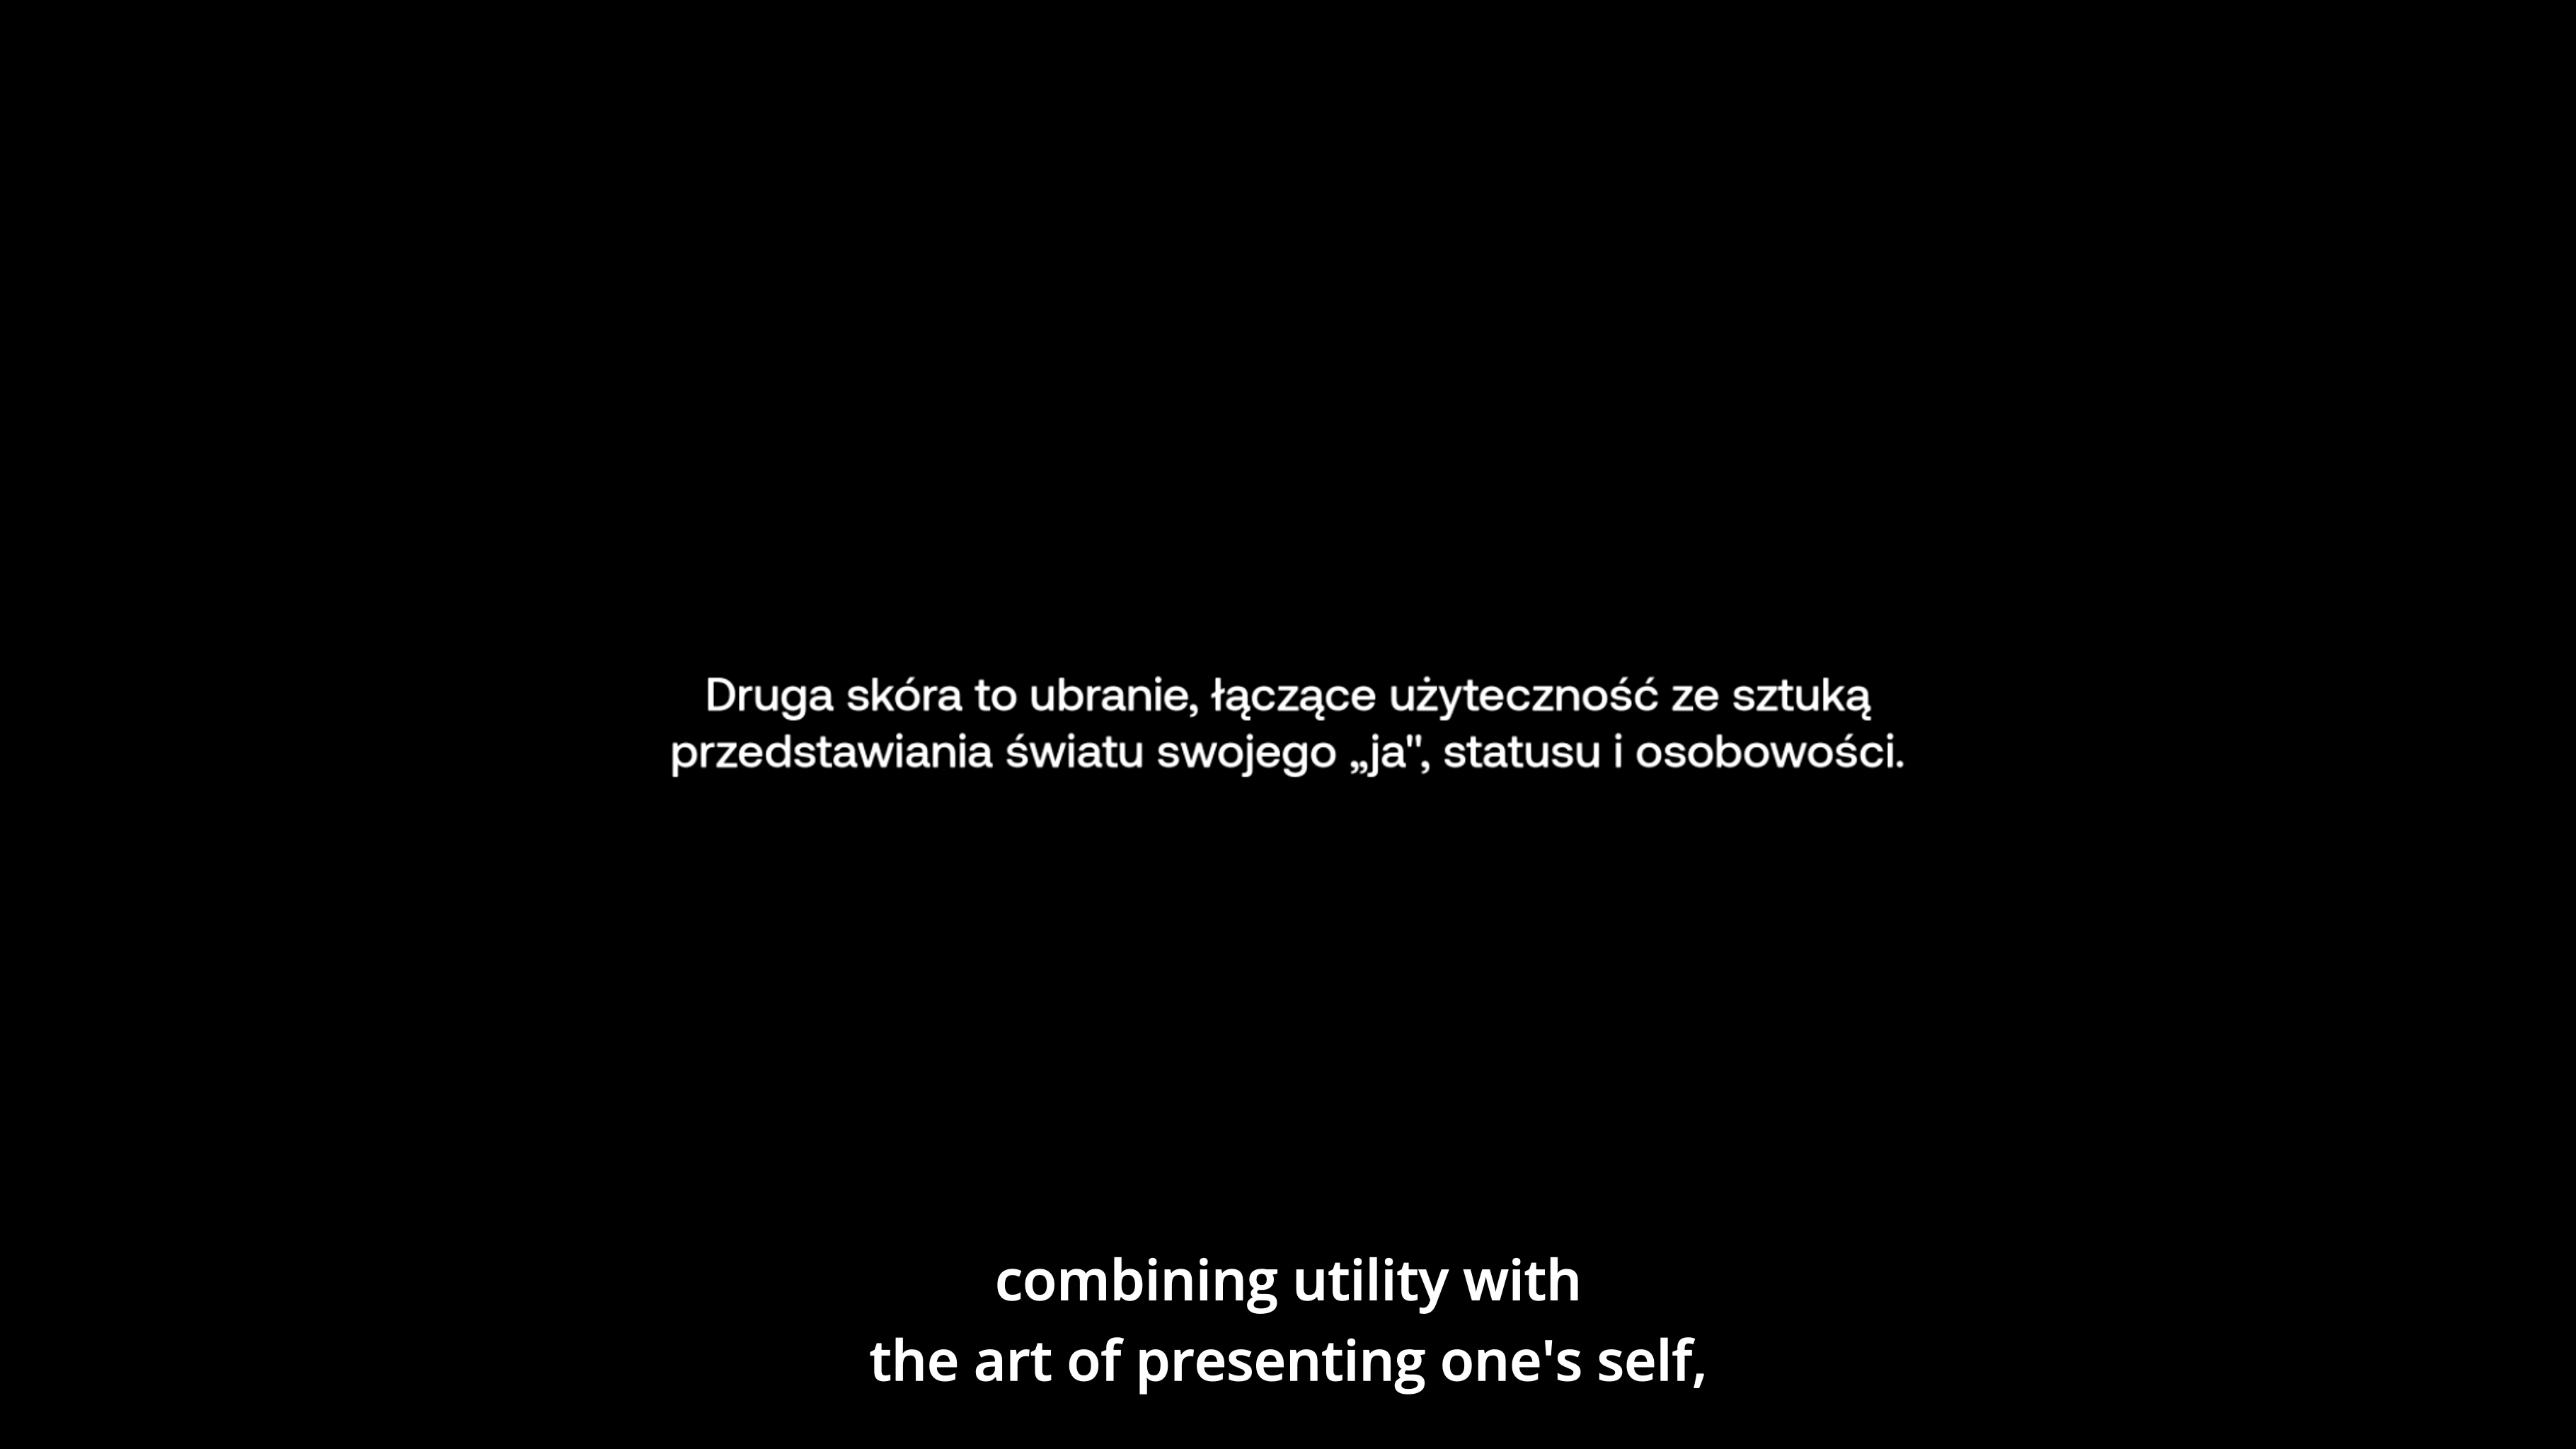 Druga skóra to ubranie, łączące użyteczność ze sztuką
przedstawiania światu swojego „ja", statusu i osobowości.
combining utility with
the art of presenting one's self,